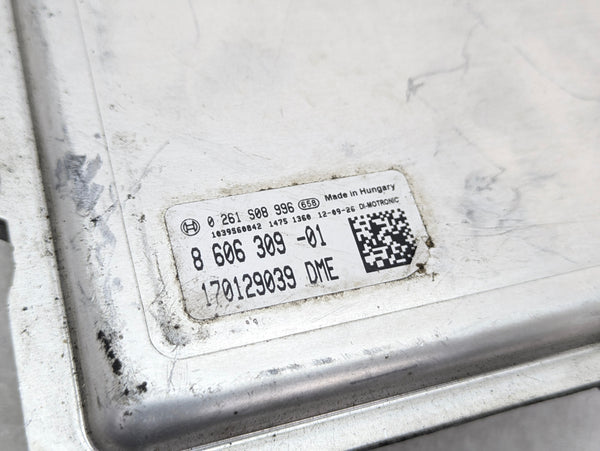 0 261 S08 996 658 Made in Hungary
1039S60842 1475 1360 12-09-26 DI-MOTRONIC
8 606 309 -01
170129039 DME